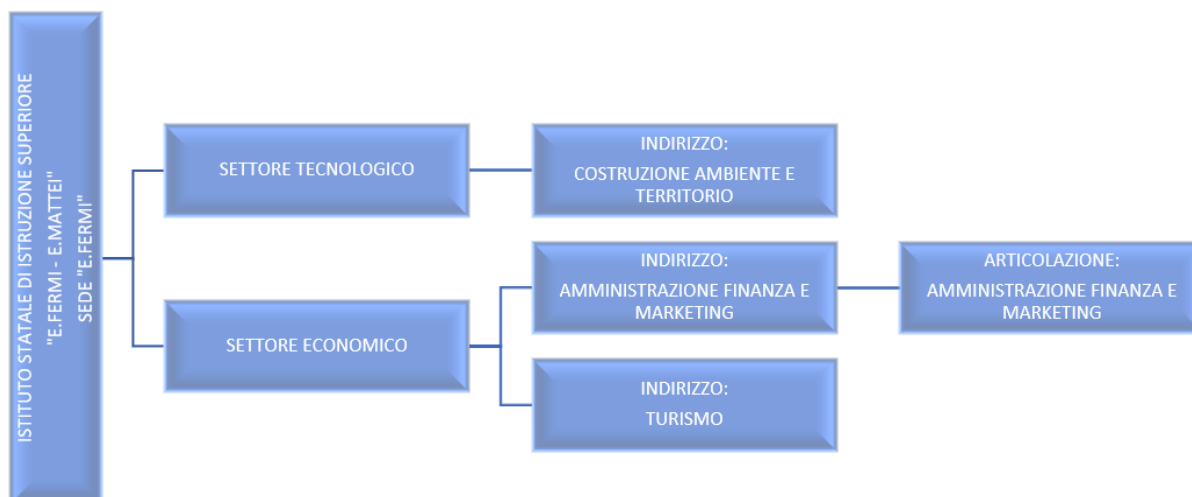 ISTITUTO STATALE DI ISTRUZIONE SUPERIORE
"E.FERMI - E.MATTEI"
SEDE "E.FERMI"
SETTORE TECNOLOGICO
INDIRIZZO:
COSTRUZIONE AMBIENTE E
TERRITORIO
SETTORE ECONOMICO
INDIRIZZO:
AMMINISTRAZIONE FINANZA E
MARKETING
ARTICOLAZIONE:
AMMINISTRAZIONE FINANZA E
MARKETING
INDIRIZZO:
TURISMO